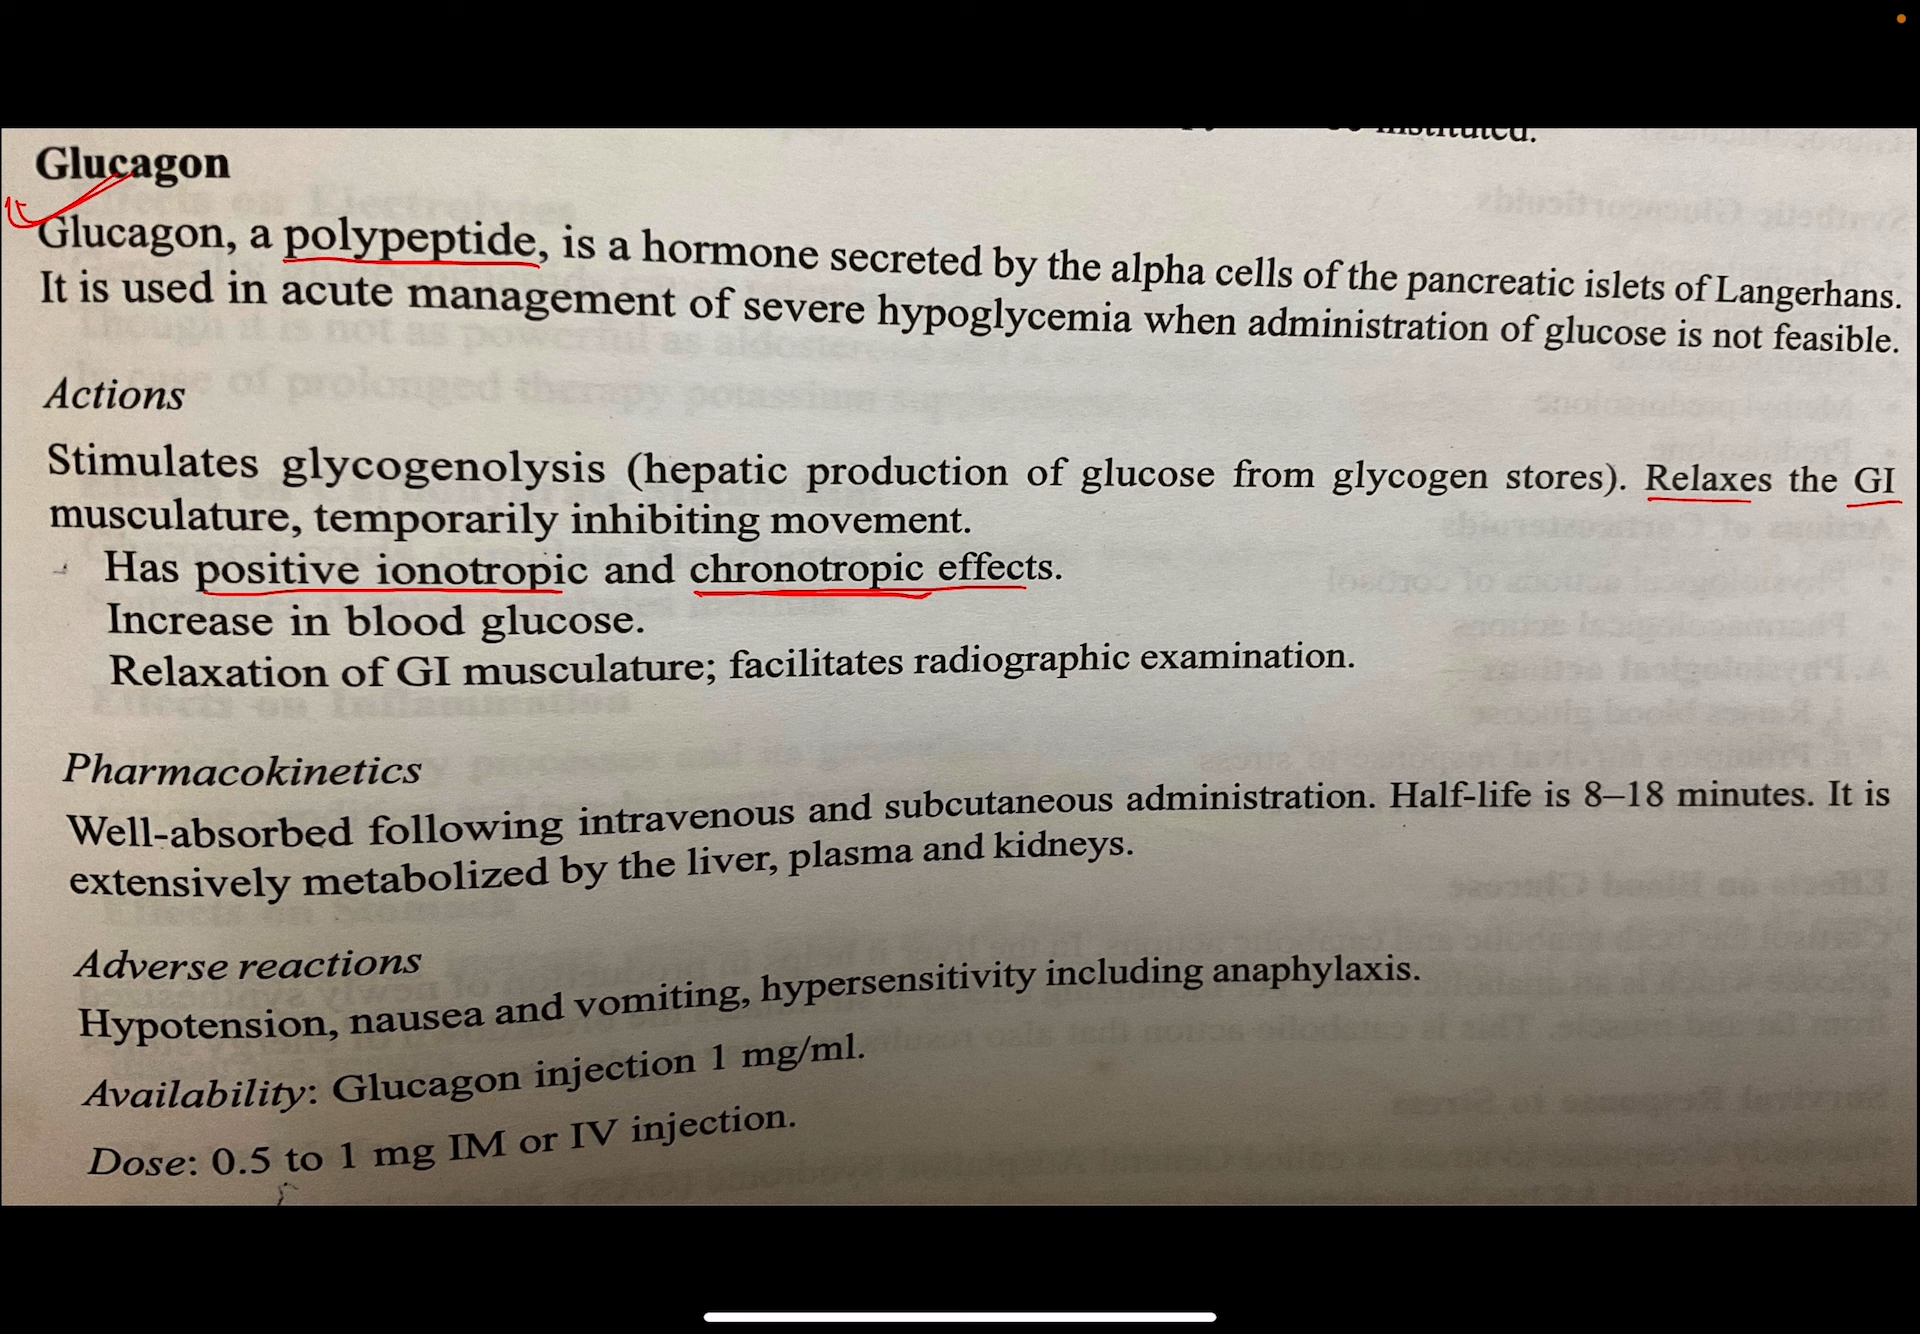 instituted.
Glucagon
Glucagon, a polypeptide, is a hormone secreted by the alpha cells of the pancreatic islets of Langerhans.
It is used in acute management of severe hypoglycemia when administration of glucose is not feasible.
Actions
Stimulates glycogenolysis (hepatic production of glucose from glycogen stores). Relaxes the GI
musculature, temporarily inhibiting movement.
Has positive ionotropic and chronotropic effects.
Increase in blood glucose.
Relaxation of GI musculature; facilitates radiographic examination.
Pharmacokinetics
Well-absorbed following intravenous and subcutaneous administration. Half-life is 8–18 minutes. It is
extensively metabolized by the liver, plasma and kidneys.
Adverse reactions
Hypotension, nausea and vomiting, hypersensitivity including anaphylaxis.
Availability: Glucagon injection 1 mg/ml.
Dose: 0.5 to 1 mg IM or IV injection.